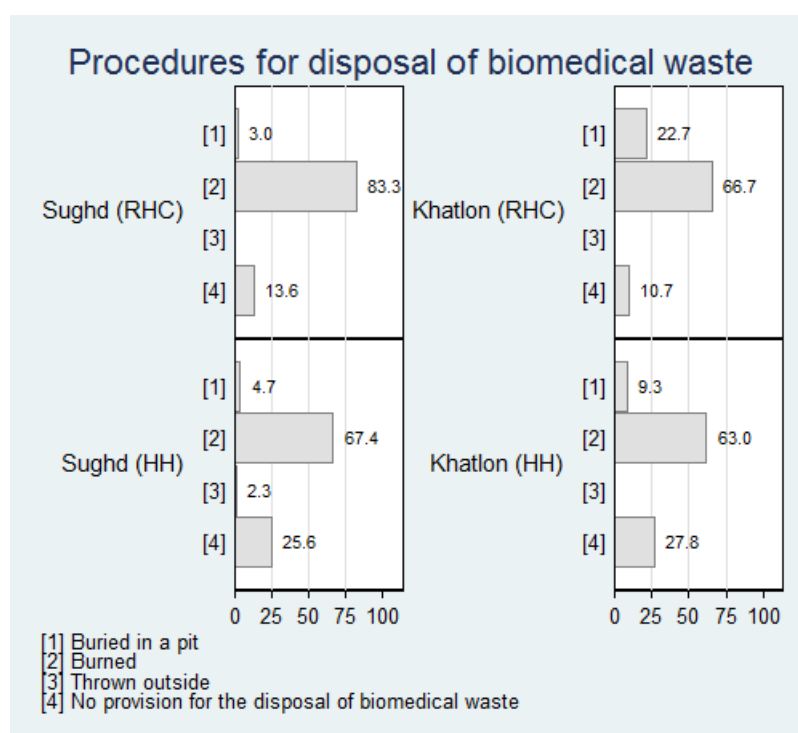 Procedures for disposal of biomedical waste
Sughd (RHC)
[1] 3.0
[2] 83.3
[3]
[4] 13.6
Khatlon (RHC)
[1] 22.7
[2] 66.7
[3]
[4] 10.7
Sughd (HH)
[1] 4.7
[2] 67.4
[3] 2.3
[4] 25.6
Khatlon (HH)
[1] 9.3
[2] 63.0
[3]
[4] 27.8
0 25 50 75 100
0 25 50 75 100
[1] Buried in a pit
[2] Burned
[3] Thrown outside
[4] No provision for the disposal of biomedical waste